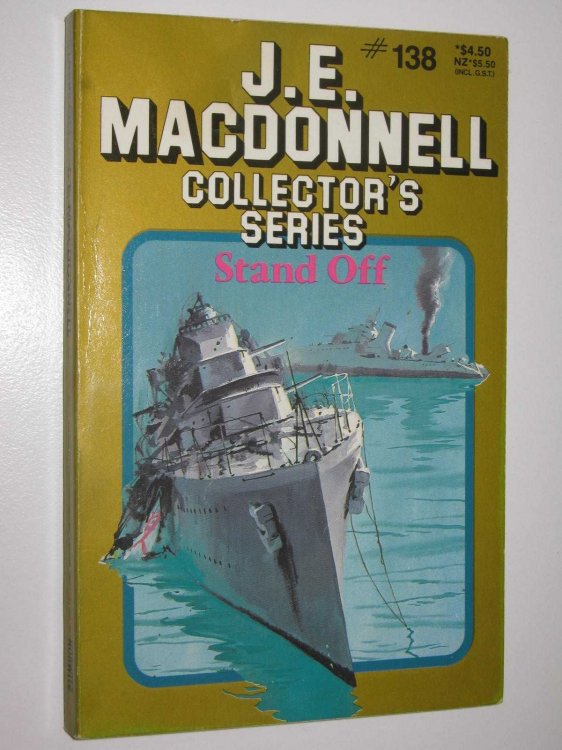 #138
*$4.50
NZ*$5.50
(INCL.G.S.T.)
J.E.
MACDONNELL
COLLECTOR'S
SERIES
Stand Off